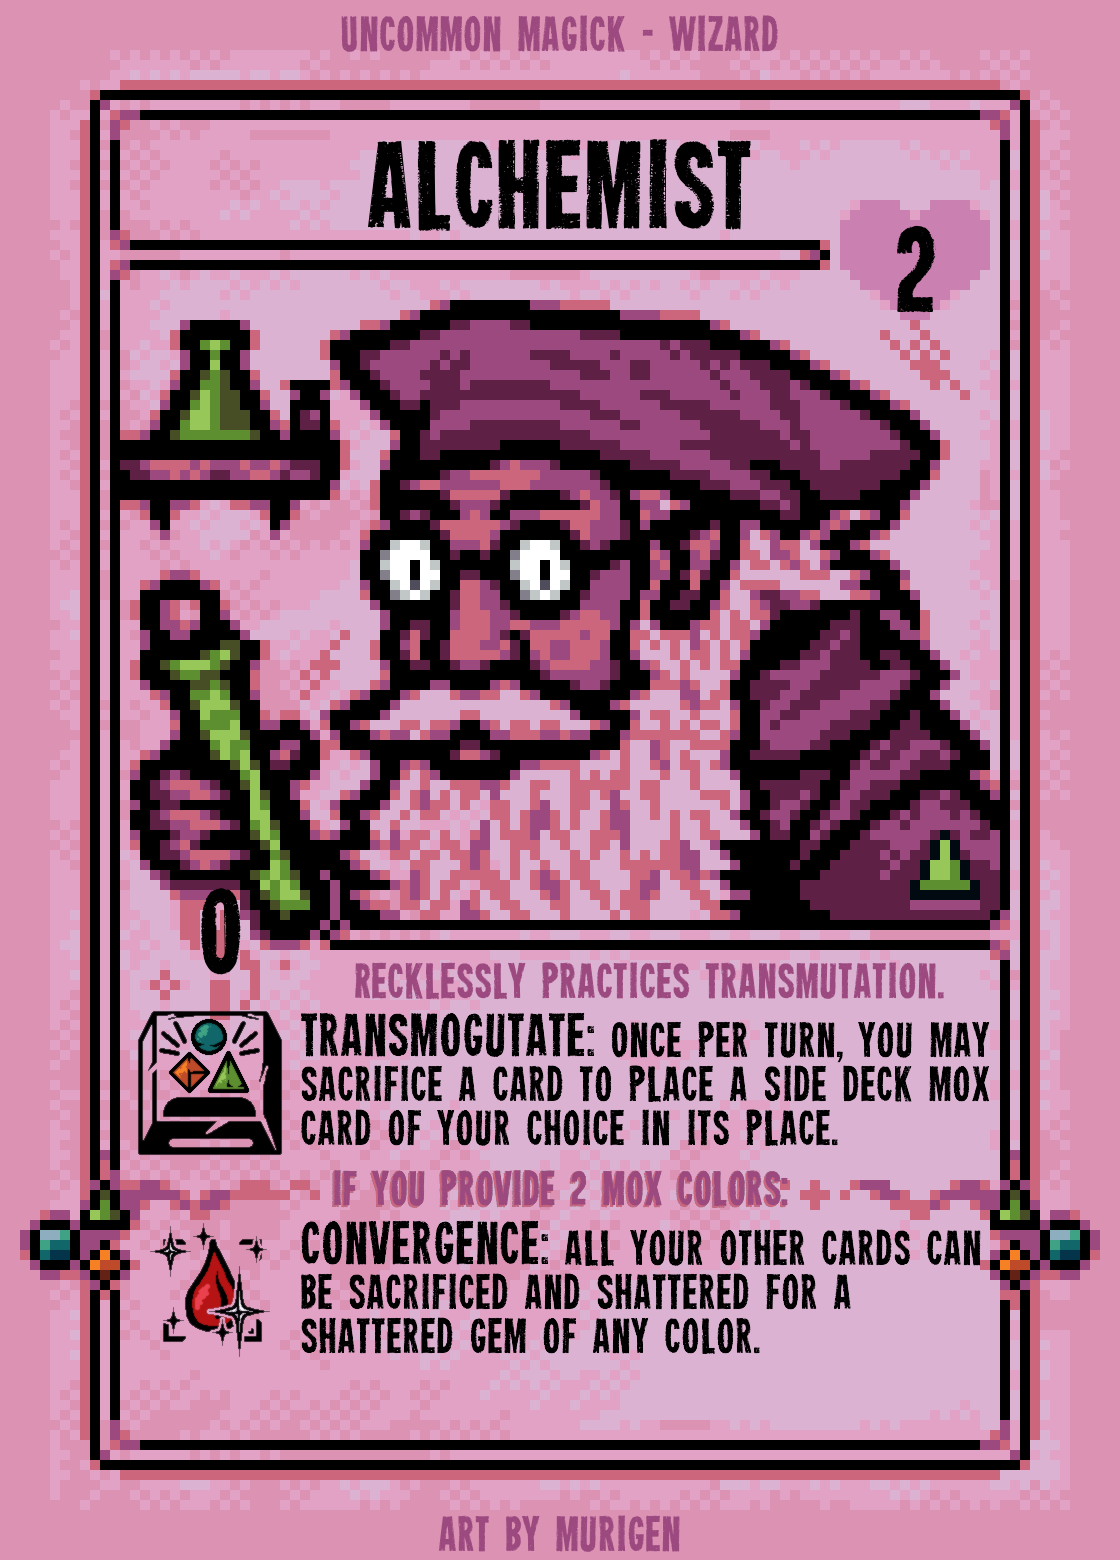 UNCOMMON MAGICK - WIZARD
ALCHEMIST
2
0
RECKLESSLY PRACTICES TRANSMUTATION.
TRANSMOGUTATE: ONCE PER TURN, YOU MAY
SACRIFICE A CARD TO PLACE A SIDE DECK MOX
CARD OF YOUR CHOICE IN ITS PLACE.
IF YOU PROVIDE 2 MOX COLORS:
CONVERGENCE: ALL YOUR OTHER CARDS CAN
BE SACRIFICED AND SHATTERED FOR A
SHATTERED GEM OF ANY COLOR.
ART BY MURIGEN